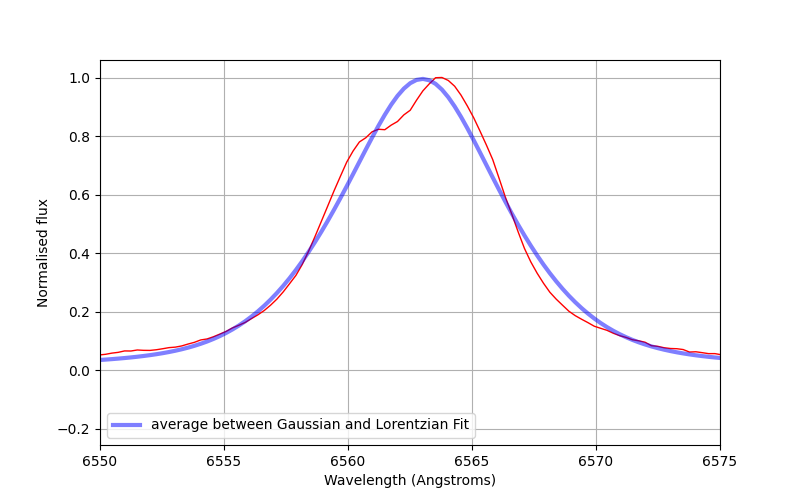 1.0
0.8
0.6
0.4
0.2
0.0
−0.2
Normalised flux
average between Gaussian and Lorentzian Fit
6550 6555 6560 6565 6570 6575
Wavelength (Angstroms)